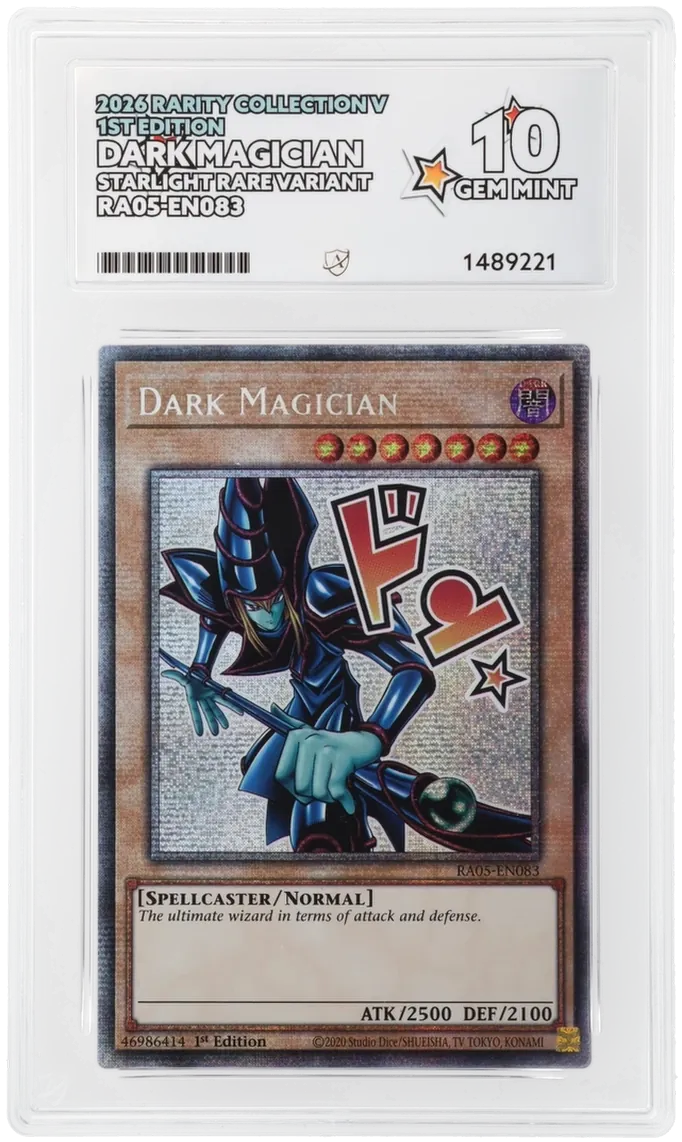 2026 RARITY COLLECTION V
1ST EDITION
DARK MAGICIAN
STARLIGHT RARE VARIANT
RA05-EN083
10
GEM MINT
1489221
DARK MAGICIAN
DARK
闇
ドン
RA05-EN083
[SPELLCASTER/NORMAL]
The ultimate wizard in terms of attack and defense.
ATK/2500 DEF/2100
46986414 1st Edition ©2020 Studio Dice/SHUEISHA, TV TOKYO, KONAMI